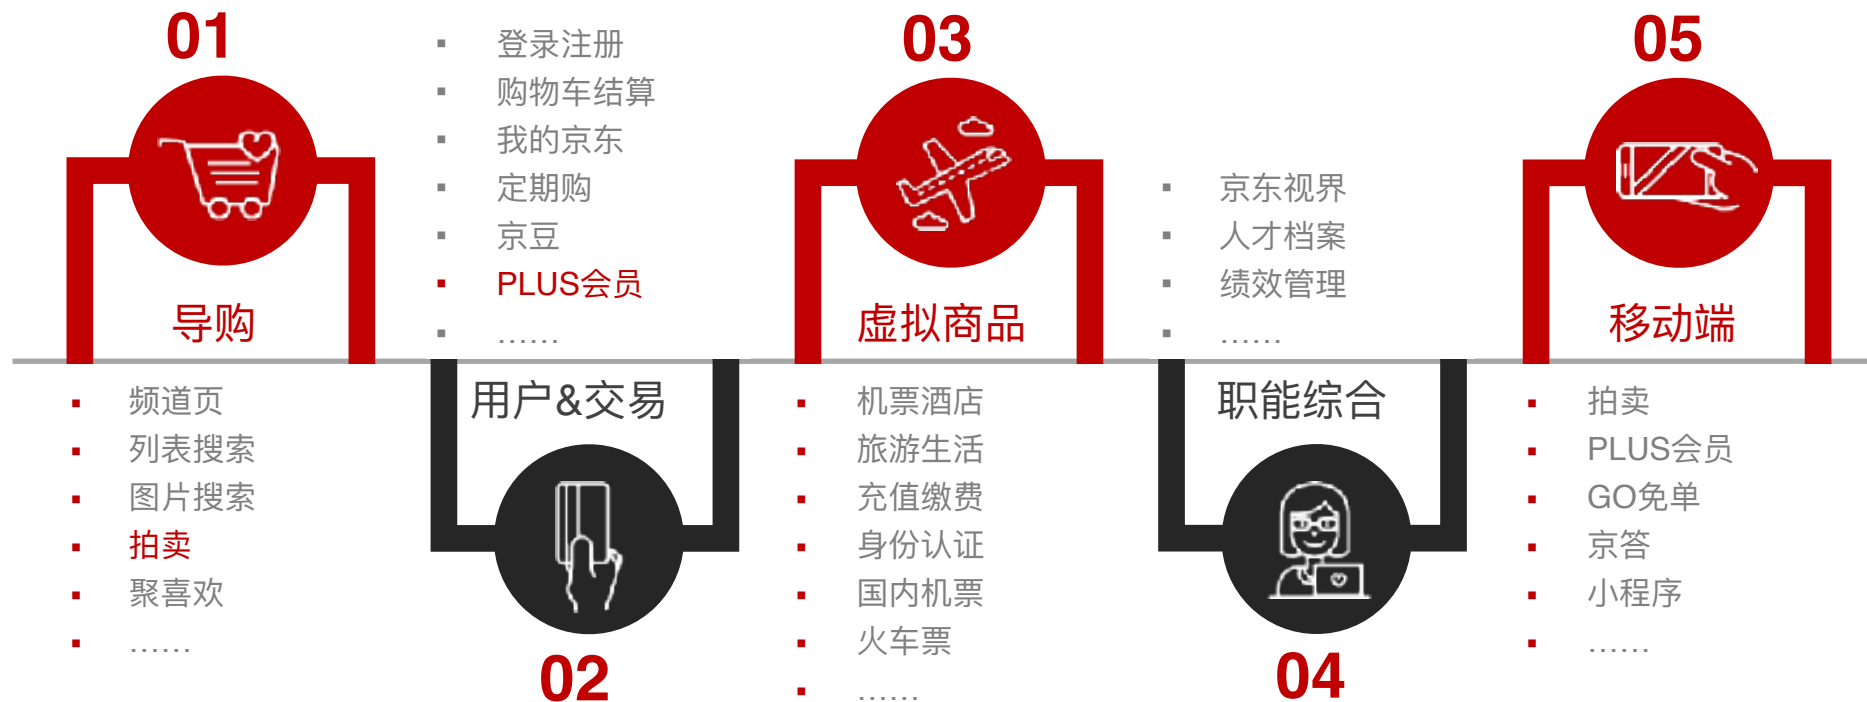 01
导购
频道页
列表搜索
图片搜索
拍卖
聚喜欢
……
登录注册
购物车结算
我的京东
定期购
京豆
PLUS会员
……
用户&交易
02
03
虚拟商品
机票酒店
旅游生活
充值缴费
身份认证
国内机票
火车票
……
京东视界
人才档案
绩效管理
……
职能综合
04
05
移动端
拍卖
PLUS会员
GO免单
京答
小程序
……